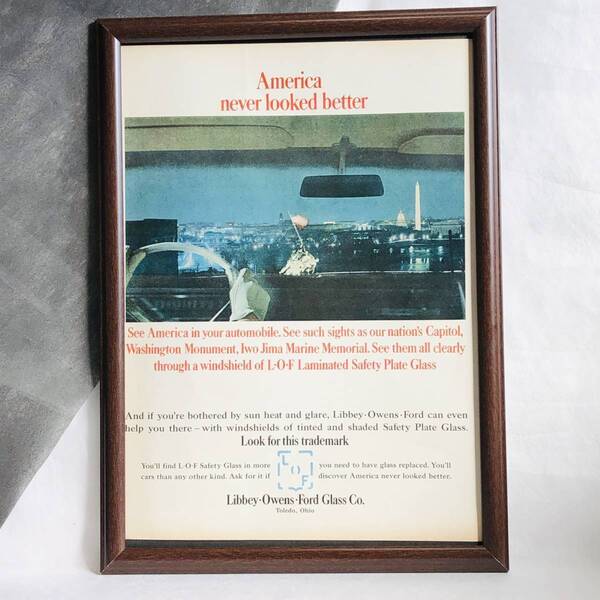 America
never looked better
See America in your automobile. See such sights as our nation's Capitol,
Washington Monument, Iwo Jima Marine Memorial. See them all clearly
through a windshield of L·O·F Laminated Safety Plate Glass
And if you're bothered by sun heat and glare, Libbey·Owens·Ford can even
help you there—with windshields of tinted and shaded Safety Plate Glass.
Look for this trademark
You'll find L·O·F Safety Glass in more
cars than any other kind. Ask for it if
L
O
F
you need to have glass replaced. You'll
discover America never looked better.
Libbey·Owens·Ford Glass Co.
Toledo, Ohio